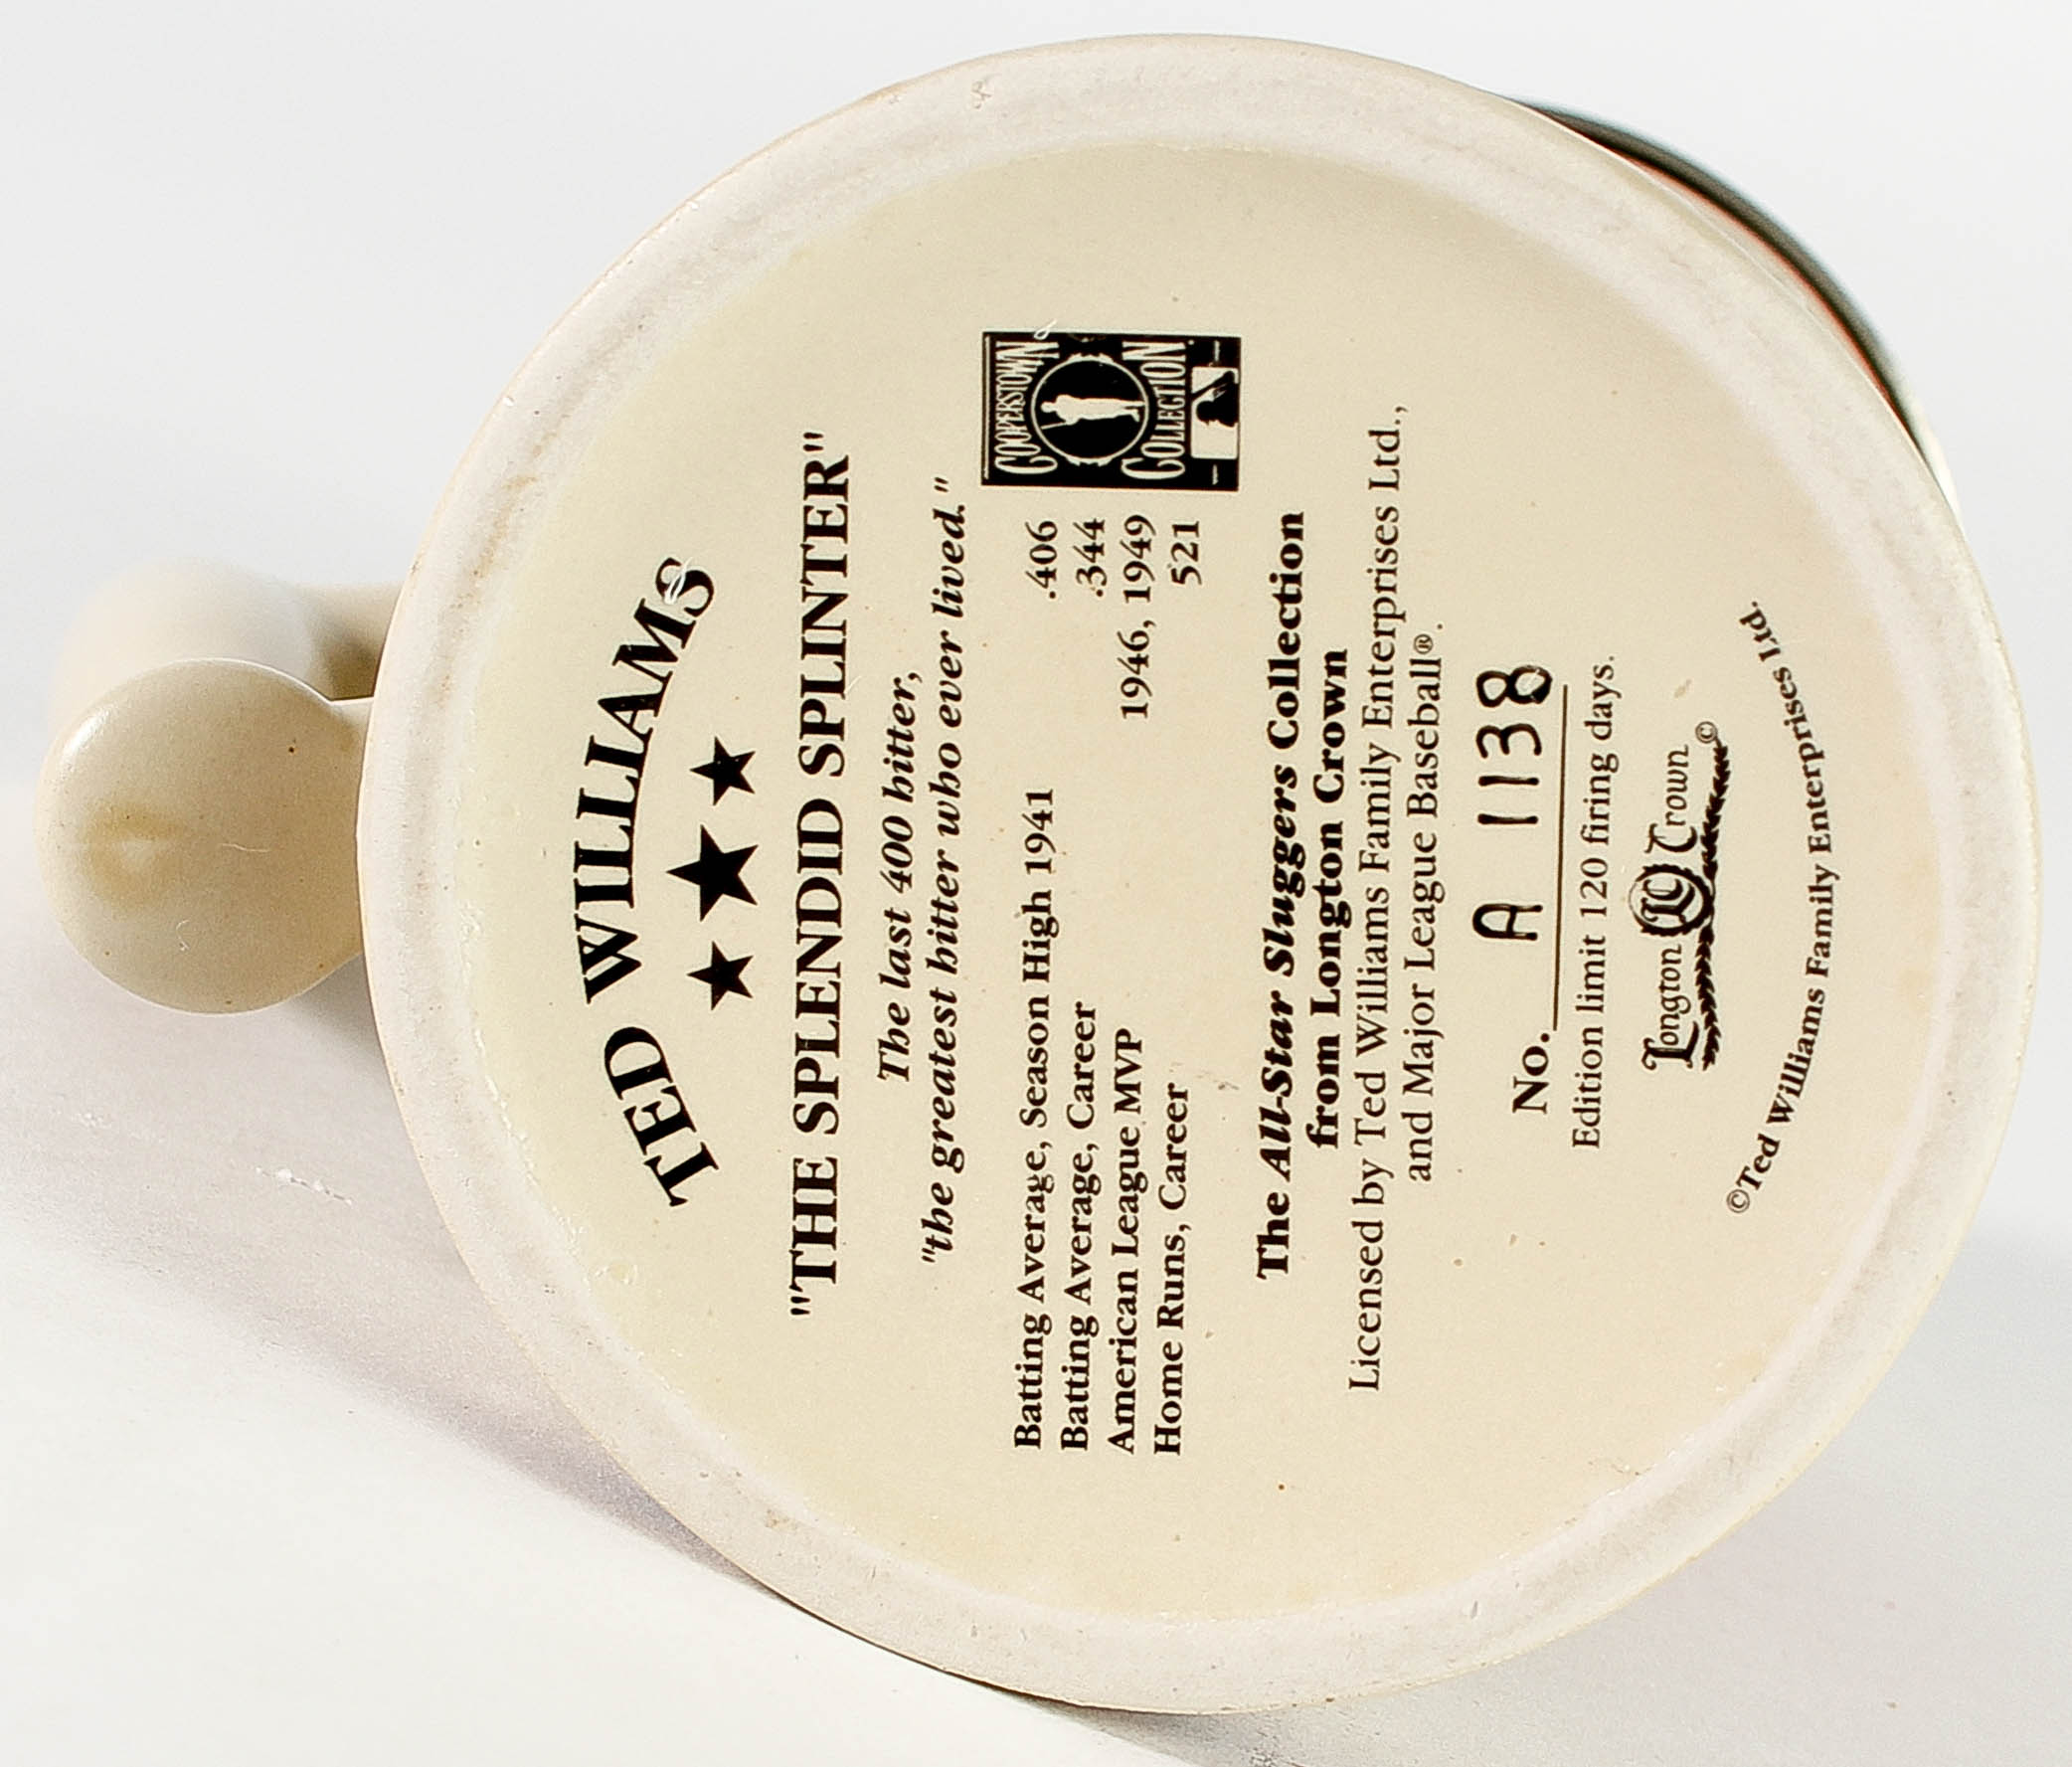 TED WILLIAMS
"THE SPLENDID SPLINTER"
The last 400 hitter,
"the greatest hitter who ever lived."
Batting Average, Season High 1941 .406
Batting Average, Career .344
American League MVP 1946, 1949
Home Runs, Career 521
COOPERSTOWN
COLLECTION
The All-Star Sluggers Collection
from Longton Crown
Licensed by Ted Williams Family Enterprises Ltd.,
and Major League Baseball®.
No. A 1138
Edition limit 120 firing days.
Longton LC Crown ©
©Ted Williams Family Enterprises Ltd.